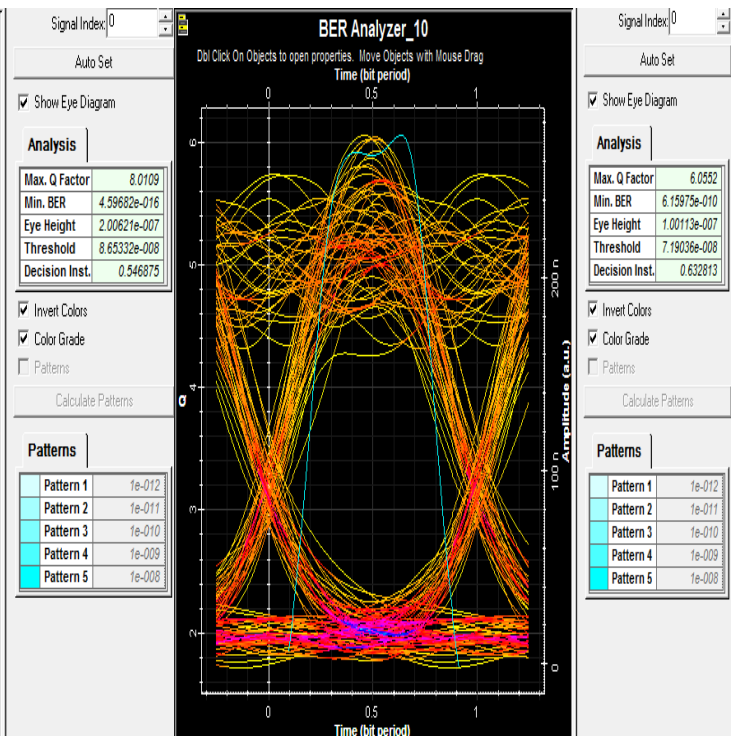 Signal Index: 0
Auto Set
Show Eye Diagram
Analysis
Max. Q Factor 8.0109
Min. BER 4.59682e-016
Eye Height 2.00621e-007
Threshold 8.65332e-008
Decision Inst. 0.546875
Invert Colors
Color Grade
Patterns
Calculate Patterns
Patterns
Pattern 1 1e-012
Pattern 2 1e-011
Pattern 3 1e-010
Pattern 4 1e-009
Pattern 5 1e-008
BER Analyzer_10
Dbl Click On Objects to open properties. Move Objects with Mouse Drag
Time (bit period)
0 0.5 1
6
5
4
Q
3
2
200 n
Amplitude (a.u.)
100 n
0
0 0.5 1
Time (bit period)
Signal Index: 0
Auto Set
Show Eye Diagram
Analysis
Max. Q Factor 6.0552
Min. BER 6.15975e-010
Eye Height 1.00113e-007
Threshold 7.19036e-008
Decision Inst. 0.632813
Invert Colors
Color Grade
Patterns
Calculate Patterns
Patterns
Pattern 1 1e-012
Pattern 2 1e-011
Pattern 3 1e-010
Pattern 4 1e-009
Pattern 5 1e-008